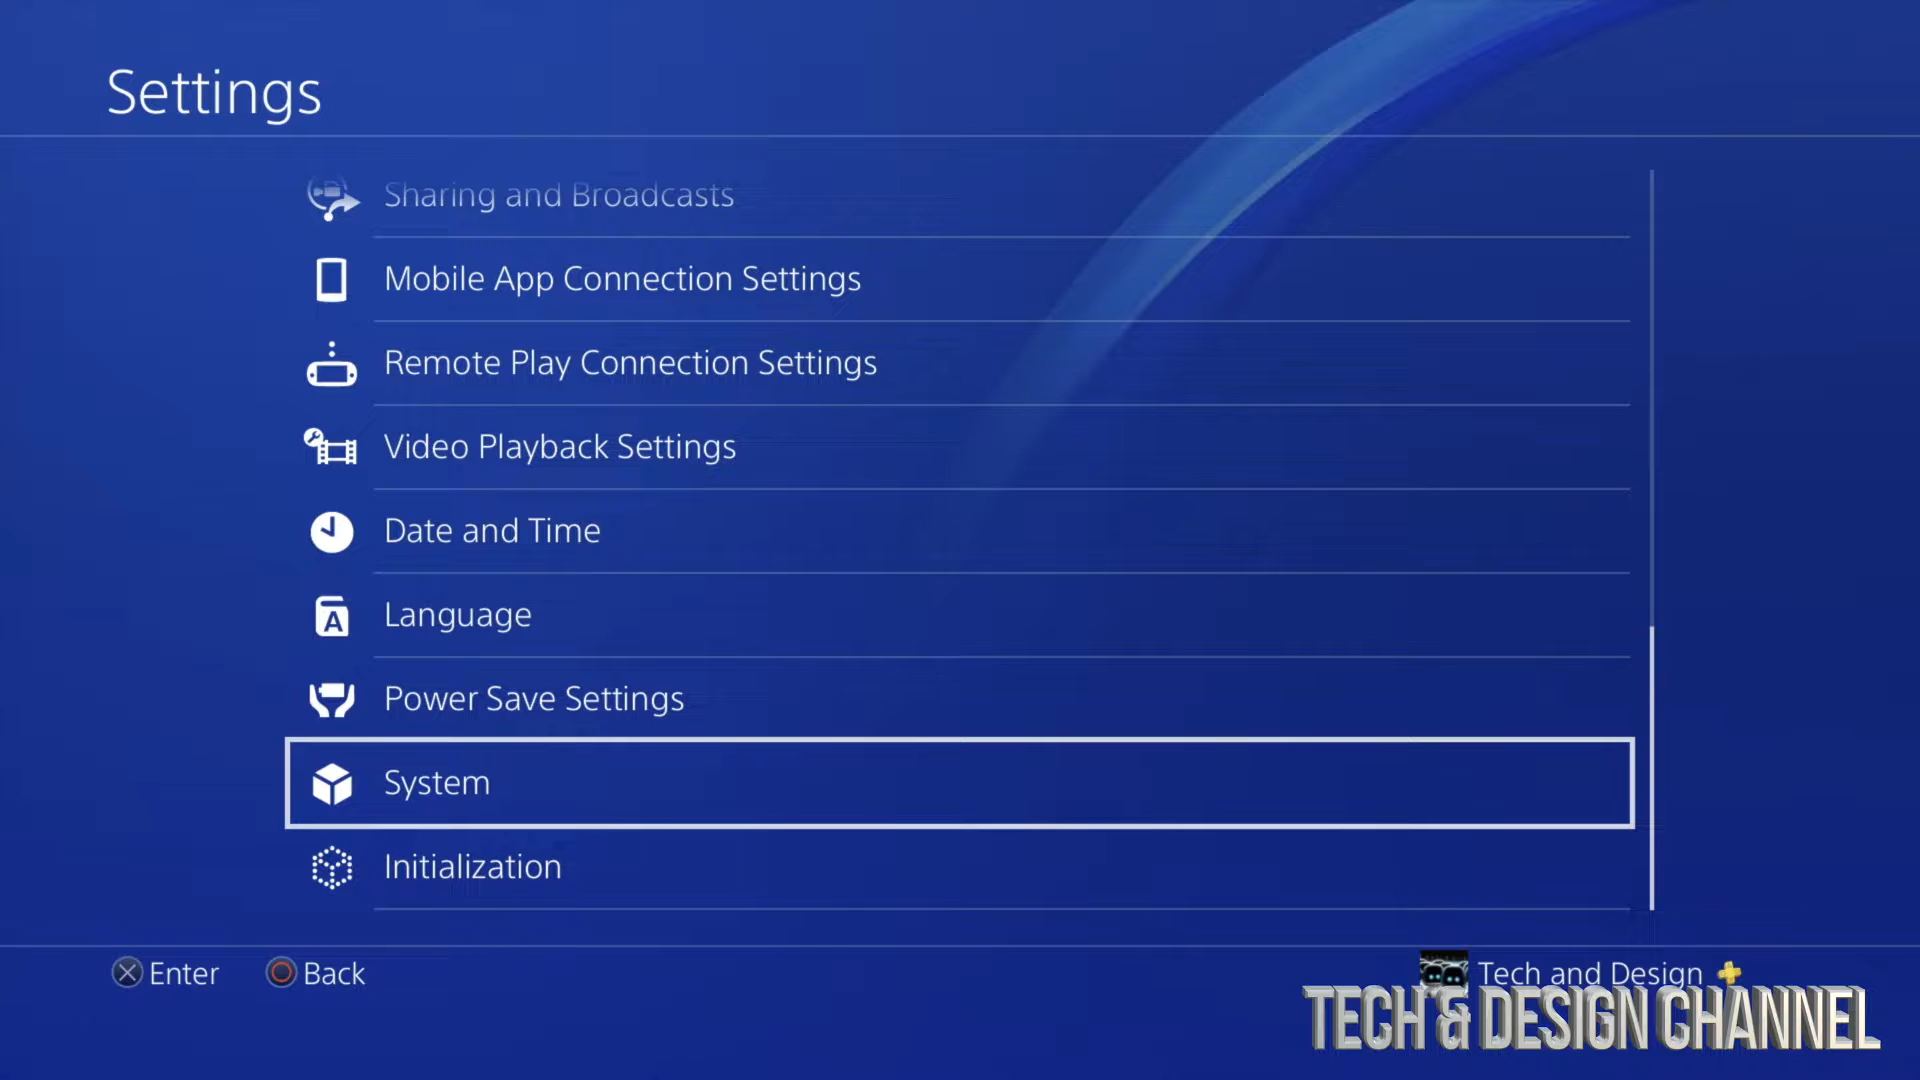 Settings
Sharing and Broadcasts
Mobile App Connection Settings
Remote Play Connection Settings
Video Playback Settings
Date and Time
Language
Power Save Settings
System
Initialization
Enter Back
Tech and Design
TECH & DESIGN CHANNEL